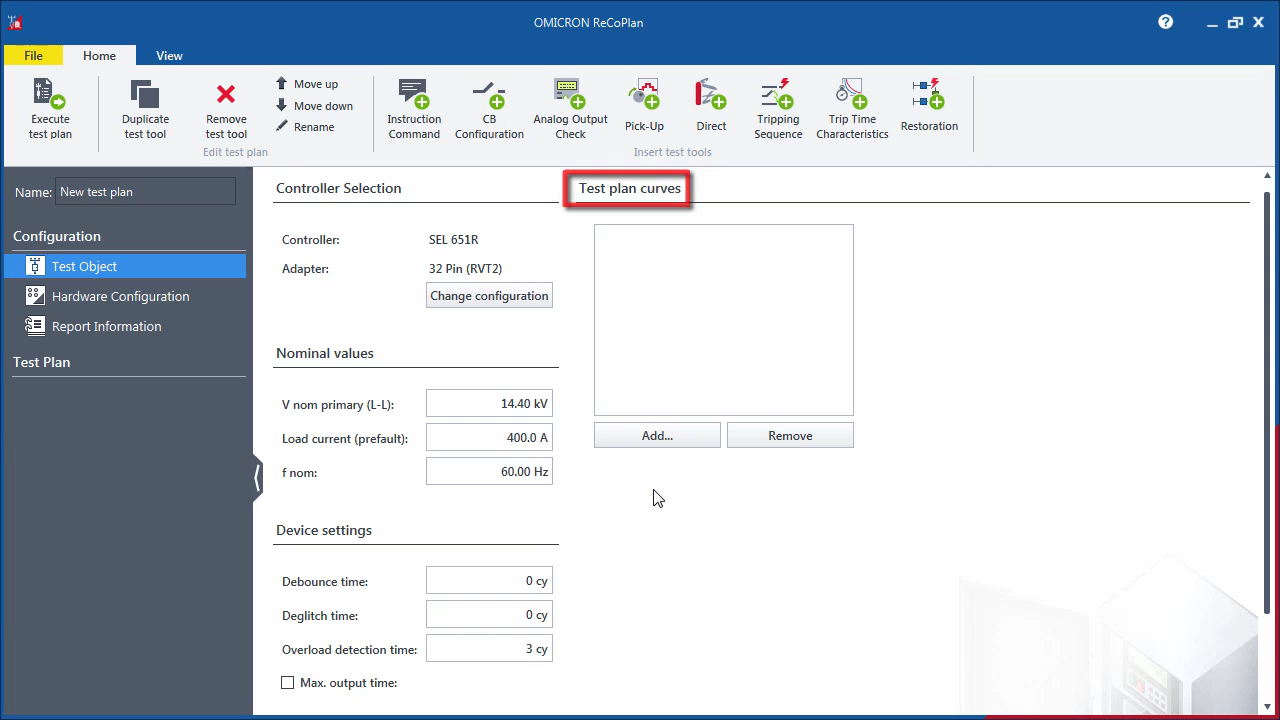 OMICRON ReCoPlan
File
Home
View
Execute
test plan
Duplicate
test tool
Remove
test tool
Move up
Move down
Rename
Edit test plan
Instruction
Command
CB
Configuration
Analog Output
Check
Pick-Up
Direct
Tripping
Sequence
Trip Time
Characteristics
Restoration
Insert test tools
Name:
New test plan
Configuration
Test Object
Hardware Configuration
Report Information
Test Plan
Controller Selection
Controller:
SEL 651R
Adapter:
32 Pin (RVT2)
Change configuration
Nominal values
V nom primary (L-L):
14.40 kV
Load current (prefault):
400.0 A
f nom:
60.00 Hz
Device settings
Debounce time:
0 cy
Deglitch time:
0 cy
Overload detection time:
3 cy
Max. output time:
Test plan curves
Add...
Remove